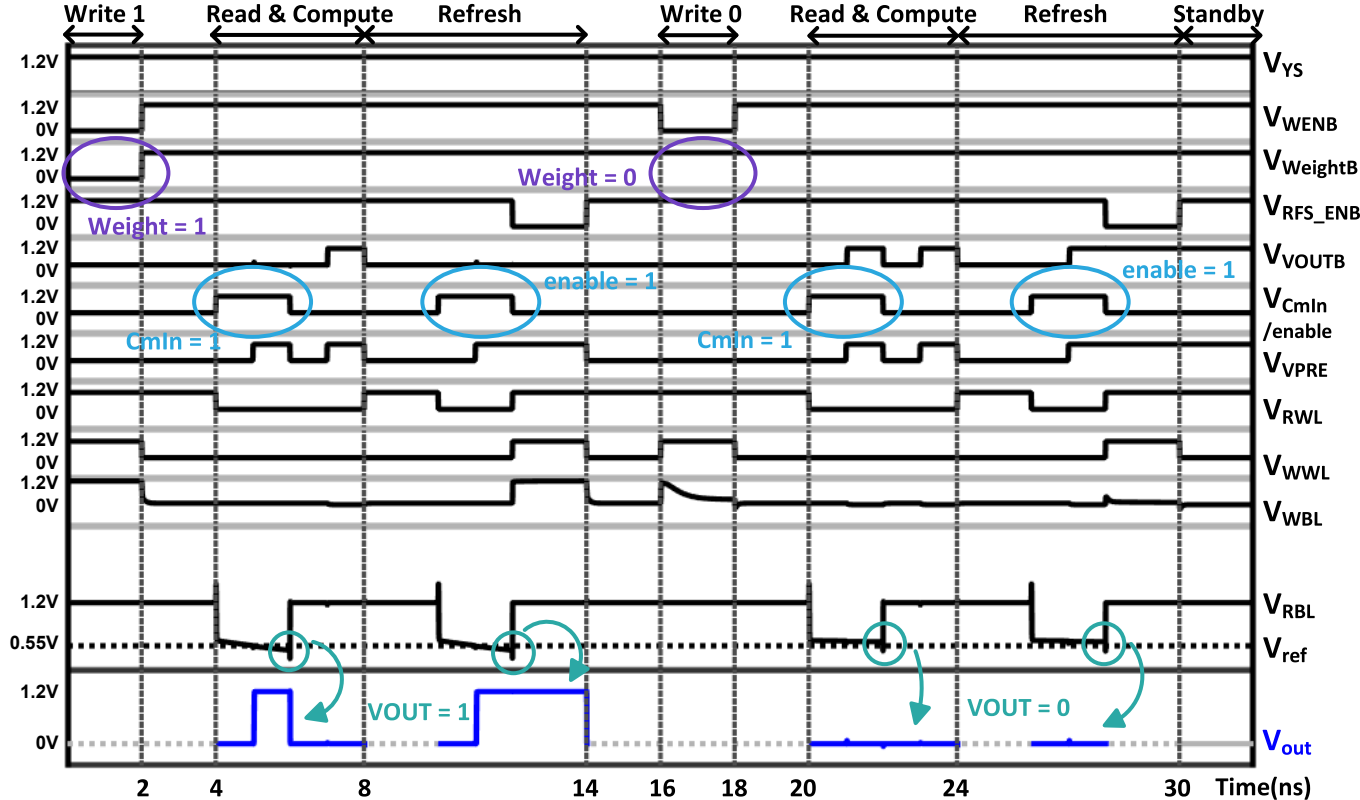 Write 1 Read & Compute Refresh Write 0 Read & Compute Refresh Standby
1.2V VYS
1.2V
0V VWENB
1.2V
0V Weight = 0 VWeightB
1.2V
0V VRFS_ENB
Weight = 1
1.2V
0V VVOUTB
enable = 1 enable = 1
1.2V
0V VCmIn
/enable
CmIn = 1 CmIn = 1
1.2V
0V VVPRE
1.2V
0V VRWL
1.2V
0V VWWL
1.2V
0V VWBL
1.2V VRBL
0.55V Vref
1.2V
VOUT = 1 VOUT = 0
0V Vout
2 4 8 14 16 18 20 24 30 Time(ns)